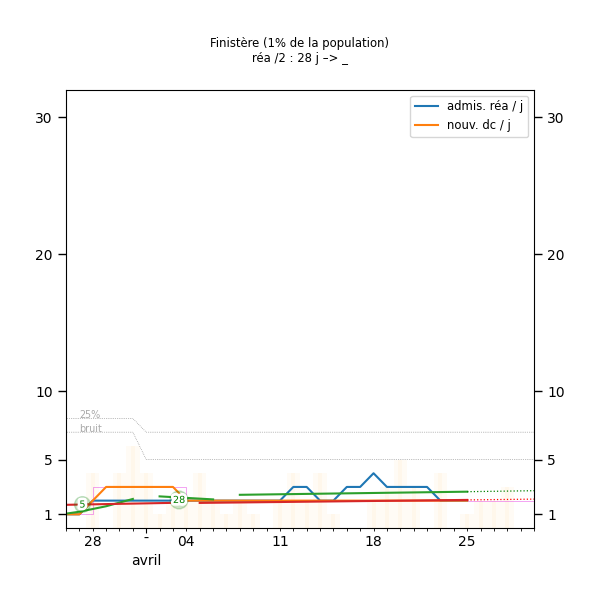 Finistère (1% de la population)
réa /2 : 28 j –> _
admis. réa / j
nouv. dc / j
30 30
20 20
10 10
25%
bruit
5 5
5 28
1 1
28 - 04 11 18 25
avril